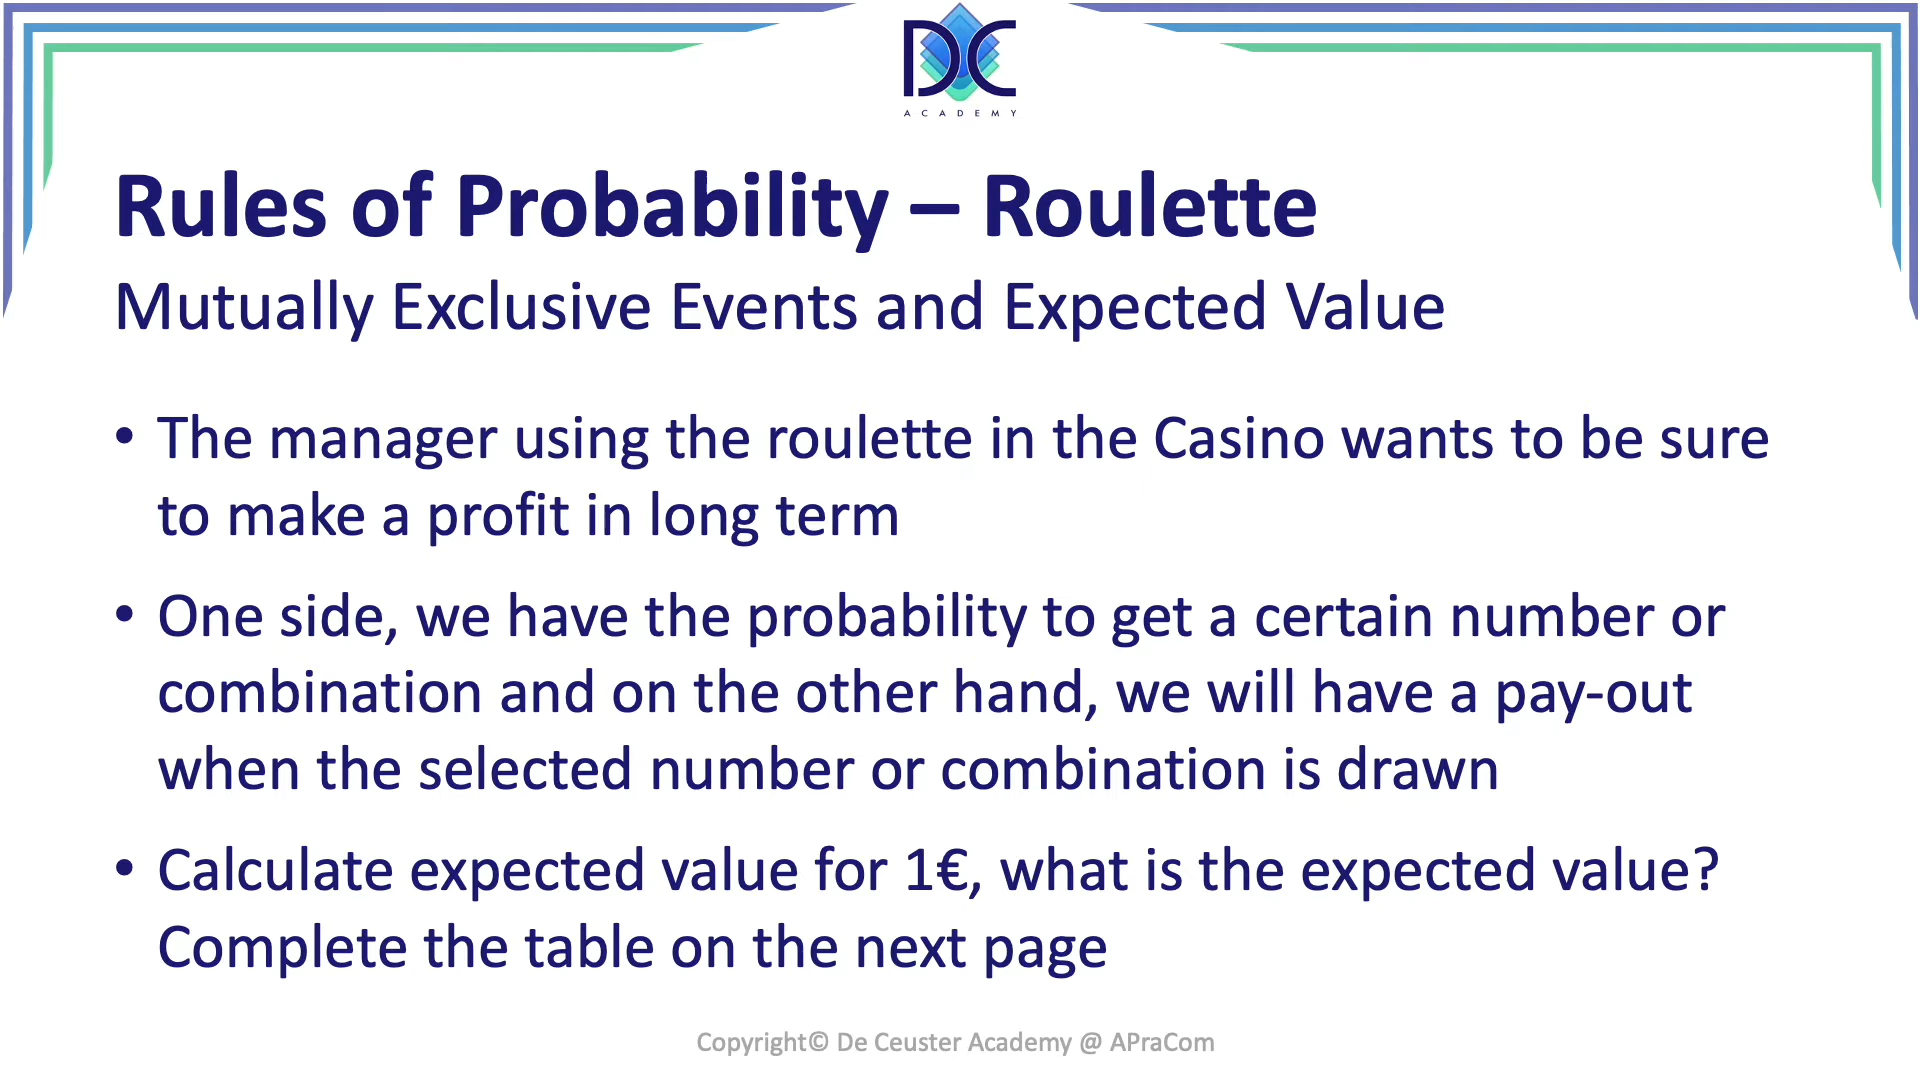 DC
ACADEMY
Rules of Probability – Roulette
Mutually Exclusive Events and Expected Value
• The manager using the roulette in the Casino wants to be sure
to make a profit in long term
• One side, we have the probability to get a certain number or
combination and on the other hand, we will have a pay-out
when the selected number or combination is drawn
• Calculate expected value for 1€, what is the expected value?
Complete the table on the next page
Copyright© De Ceuster Academy @ APraCom